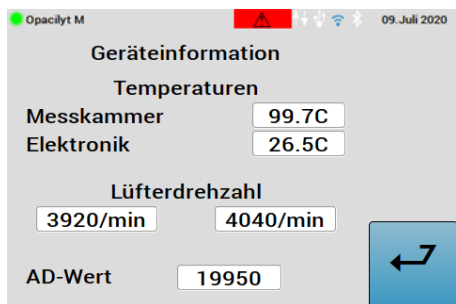 Opacilyt M 09.Juli 2020
Geräteinformation
Temperaturen
Messkammer 99.7C
Elektronik 26.5C
Lüfterdrehzahl
3920/min 4040/min
AD-Wert 19950